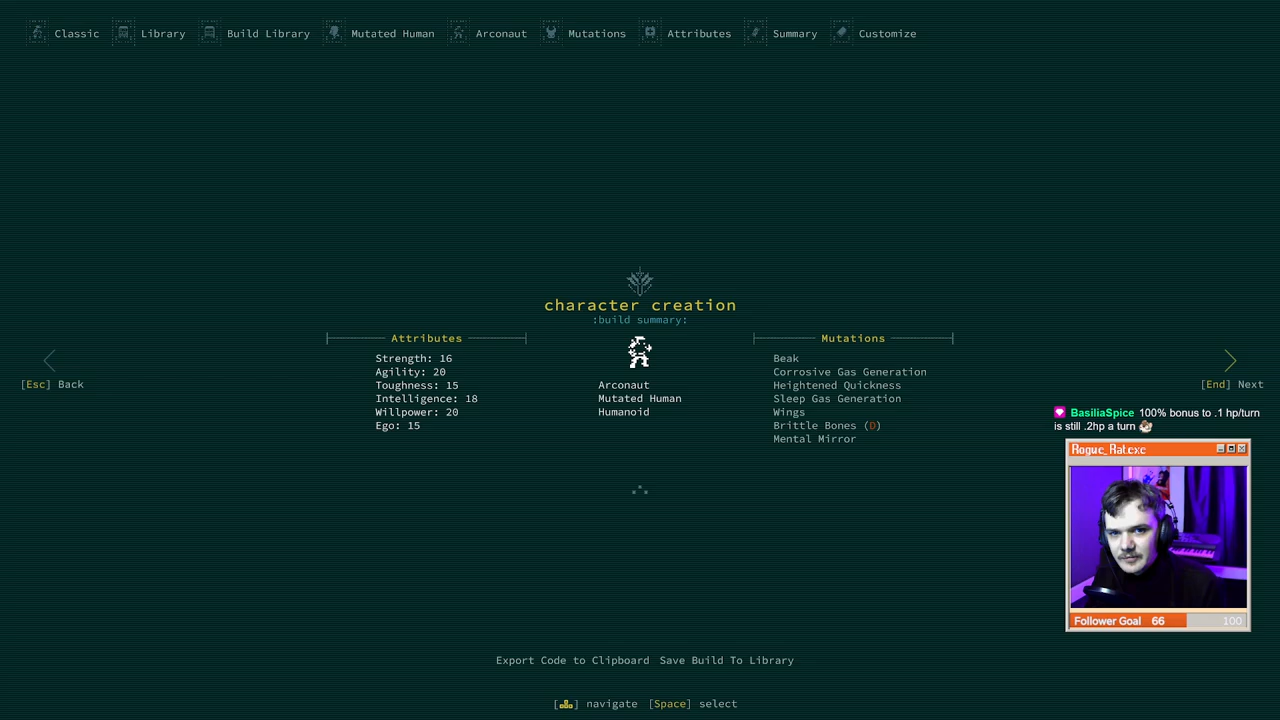 Classic Library Build Library Mutated Human Arconaut Mutations Attributes Summary Customize
character creation
:build summary:
Attributes
Strength: 16
Agility: 20
Toughness: 15
Intelligence: 18
Willpower: 20
Ego: 15
Arconaut
Mutated Human
Humanoid
Mutations
Beak
Corrosive Gas Generation
Heightened Quickness
Sleep Gas Generation
Wings
Brittle Bones (D)
Mental Mirror
[Esc] Back
[End] Next
BasiliaSpice 100% bonus to .1 hp/turn
is still .2hp a turn
Rogue_Rat.exe
Follower Goal 66 100
Export Code to Clipboard Save Build To Library
navigate [Space] select